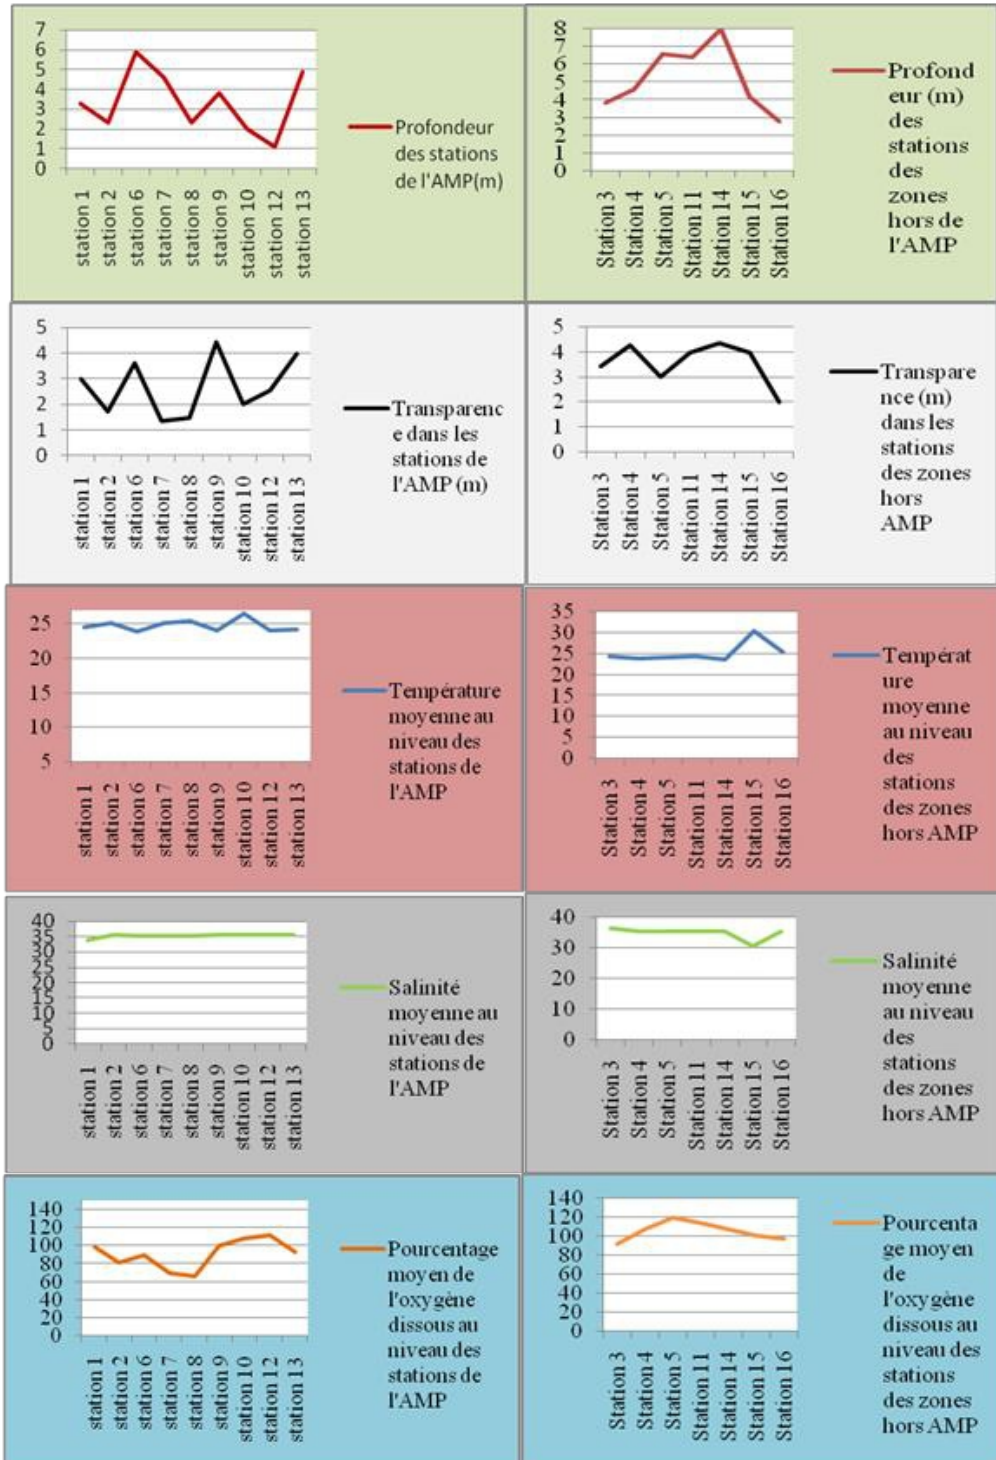 7
6
5
4
3
2
1
0
station 1
station 2
station 6
station 7
station 8
station 9
station 10
station 12
station 13
Profondeur
des stations
de l'AMP(m)
8
7
6
5
4
3
2
1
0
Station 3
Station 4
Station 5
Station 11
Station 14
Station 15
Station 16
Profond
eur (m)
des
stations
des
zones
hors de
l'AMP
5
4
3
2
1
0
station 1
station 2
station 6
station 7
station 8
station 9
station 10
station 12
station 13
Transparenc
e dans les
stations de
l'AMP (m)
5
4
3
2
1
0
Station 3
Station 4
Station 5
Station 11
Station 14
Station 15
Station 16
Transpare
nce (m)
dans les
stations
des zones
hors
AMP
25
20
15
10
5
station 1
station 2
station 6
station 7
station 8
station 9
station 10
station 12
station 13
Température
moyenne au
niveau des
stations de
l'AMP
35
30
25
20
15
10
5
0
Station 3
Station 4
Station 5
Station 11
Station 14
Station 15
Station 16
Températ
ure
moyenne
au niveau
des
stations
des zones
hors AMP
40
35
30
25
20
15
10
5
0
station 1
station 2
station 6
station 7
station 8
station 9
station 10
station 12
station 13
Salinité
moyenne au
niveau des
stations de
l'AMP
40
30
20
10
0
Station 3
Station 4
Station 5
Station 11
Station 14
Station 15
Station 16
Salinité
moyenne
au niveau
des
stations
des zones
hors AMP
140
120
100
80
60
40
20
0
station 1
station 2
station 6
station 7
station 8
station 9
station 10
station 12
station 13
Pourcentage
moyen de
l'oxygène
dissous au
niveau des
stations de
l'AMP
140
120
100
80
60
40
20
0
Station 3
Station 4
Station 5
Station 11
Station 14
Station 15
Station 16
Pourcenta
ge moyen
de
l'oxygène
dissous au
niveau des
stations
des zones
hors AMP